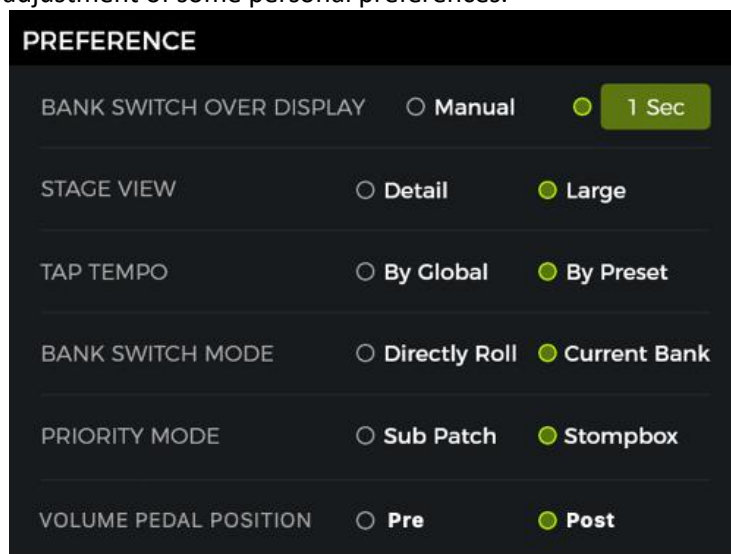 adjustment of some personal preferences.
PREFERENCE
BANK SWITCH OVER DISPLAY Manual 1 Sec
STAGE VIEW Detail Large
TAP TEMPO By Global By Preset
BANK SWITCH MODE Directly Roll Current Bank
PRIORITY MODE Sub Patch Stompbox
VOLUME PEDAL POSITION Pre Post